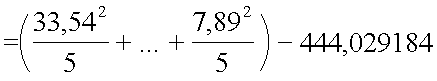 =(33,54²/5 + ... + 7,89²/5) − 444,029184